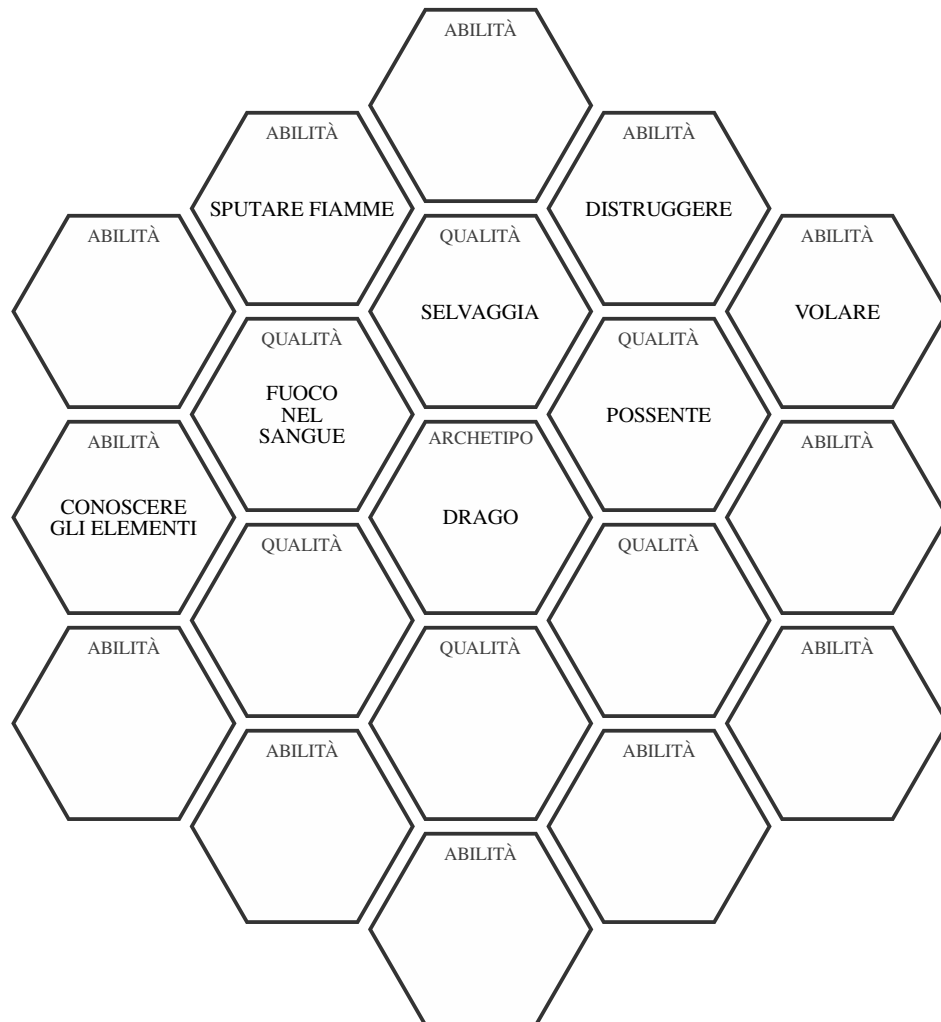 ABILITÀ
ABILITÀ
SPUTARE FIAMME
ABILITÀ
DISTRUGGERE
ABILITÀ
QUALITÀ
SELVAGGIA
ABILITÀ
VOLARE
QUALITÀ
FUOCO
NEL
SANGUE
QUALITÀ
POSSENTE
ABILITÀ
CONOSCERE
GLI ELEMENTI
ARCHETIPO
DRAGO
ABILITÀ
QUALITÀ
QUALITÀ
ABILITÀ
QUALITÀ
ABILITÀ
ABILITÀ
ABILITÀ
ABILITÀ